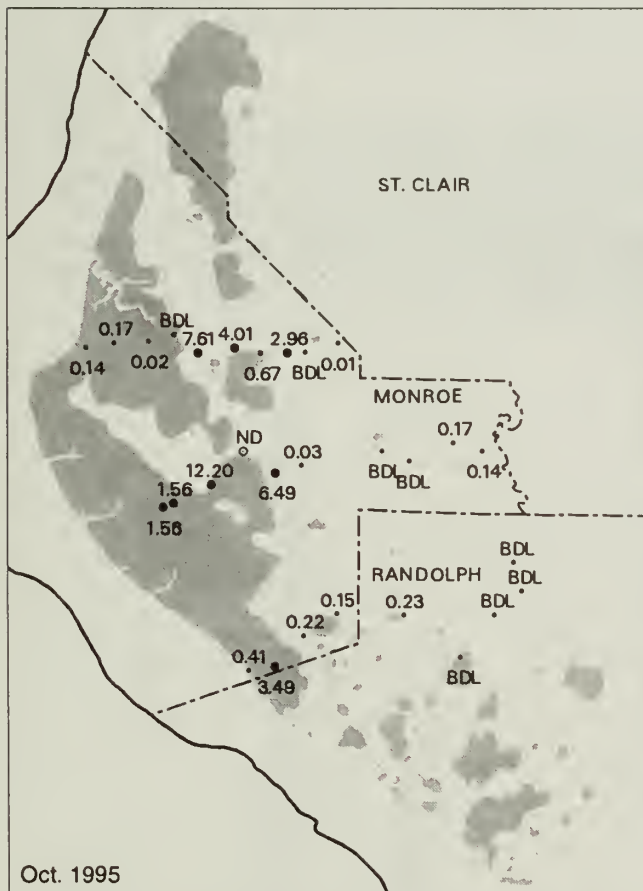 ST. CLAIR
BDL
0.17
4.01
7.61
2.96
0.14
0.02
0.67
BDL
0.01
MONROE
ND
0.17
0.03
12.20
BDL
BDL
0.14
1.56
6.49
1.56
BDL
RANDOLPH
BDL
0.15
0.23
BDL
0.22
0.41
BDL
3.49
Oct. 1995